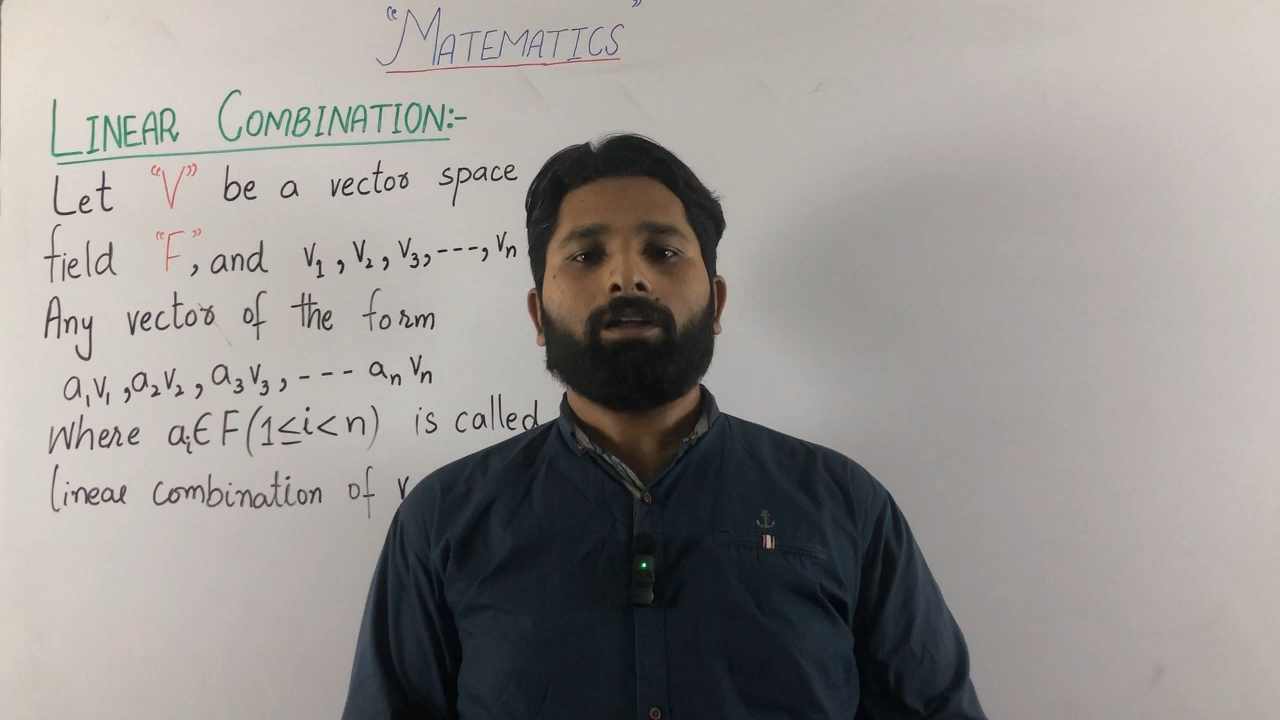 "MATEMATICS"
LINEAR COMBINATION:-
Let "V" be a vector space
field "F", and v₁, v₂, v₃, ---, vₙ
Any vector of the form
a₁v₁, a₂v₂, a₃v₃, --- aₙvₙ
Where aᵢ∈F(1≤i<n) is called
linear combination of v